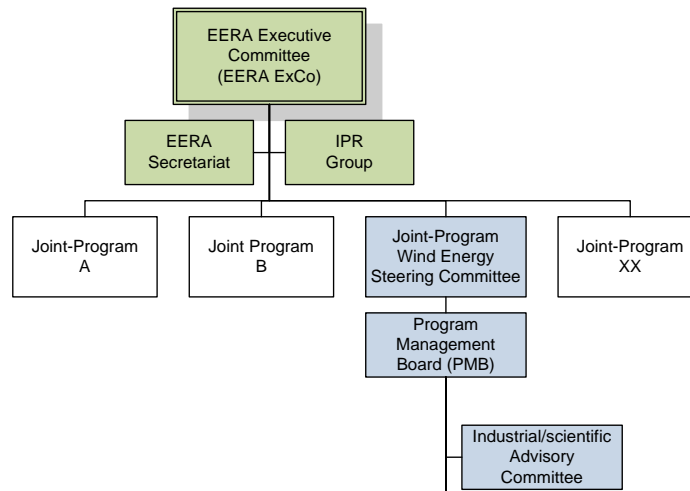 EERA Executive
Committee
(EERA ExCo)
EERA
Secretariat
IPR
Group
Joint-Program
A
Joint Program
B
Joint-Program
Wind Energy
Steering Committee
Joint-Program
XX
Program
Management
Board (PMB)
Industrial/scientific
Advisory
Committee